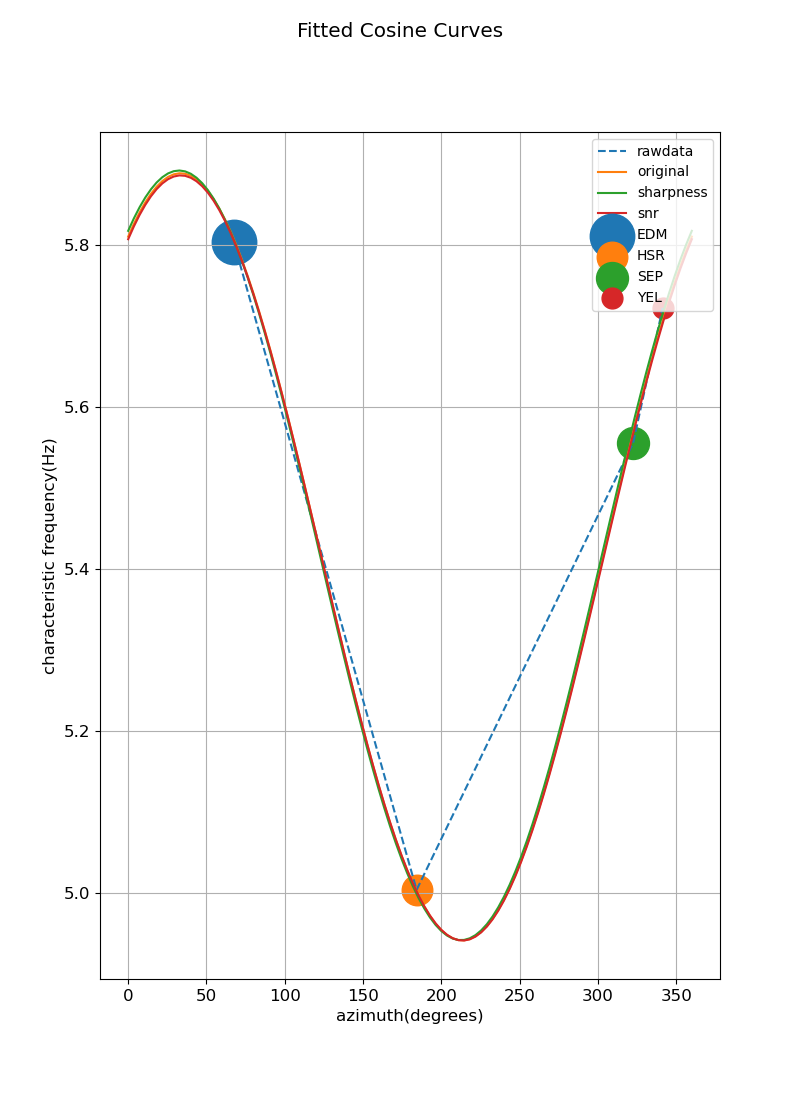 Fitted Cosine Curves
rawdata
original
sharpness
snr
EDM
HSR
SEP
YEL
characteristic frequency(Hz)
5.8
5.6
5.4
5.2
5.0
0 50 100 150 200 250 300 350
azimuth(degrees)